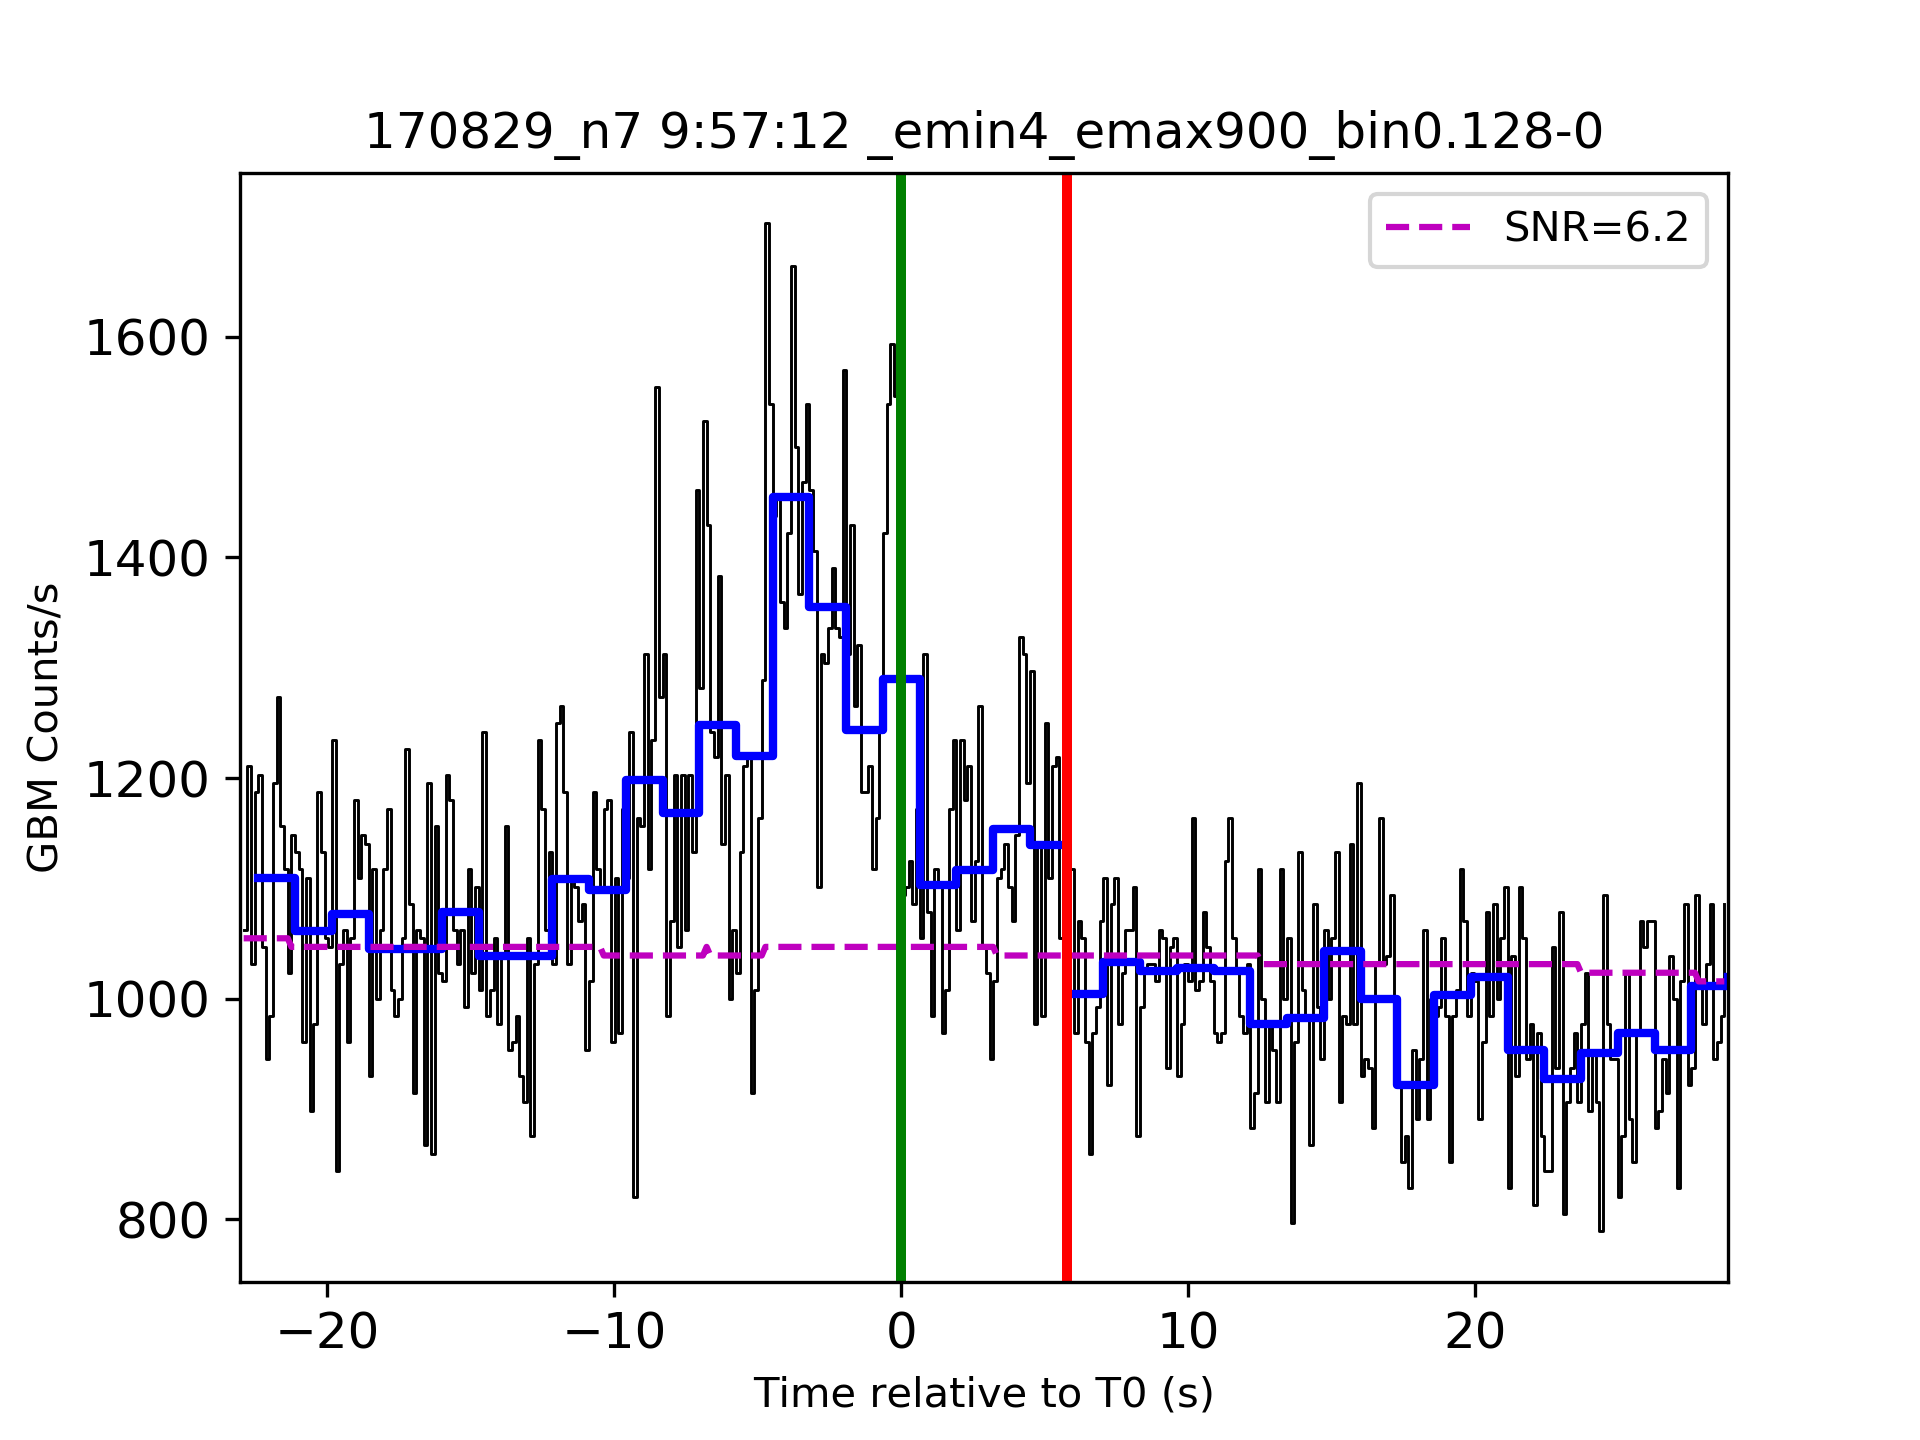 170829_n7 9:57:12 _emin4_emax900_bin0.128-0
SNR=6.2
GBM Counts/s
1600
1400
1200
1000
800
−20
−10
0
10
20
Time relative to T0 (s)